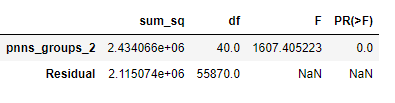 sum_sq df F PR(>F)
pnns_groups_2 2.434066e+06 40.0 1607.405223 0.0
Residual 2.115074e+06 55870.0 NaN NaN